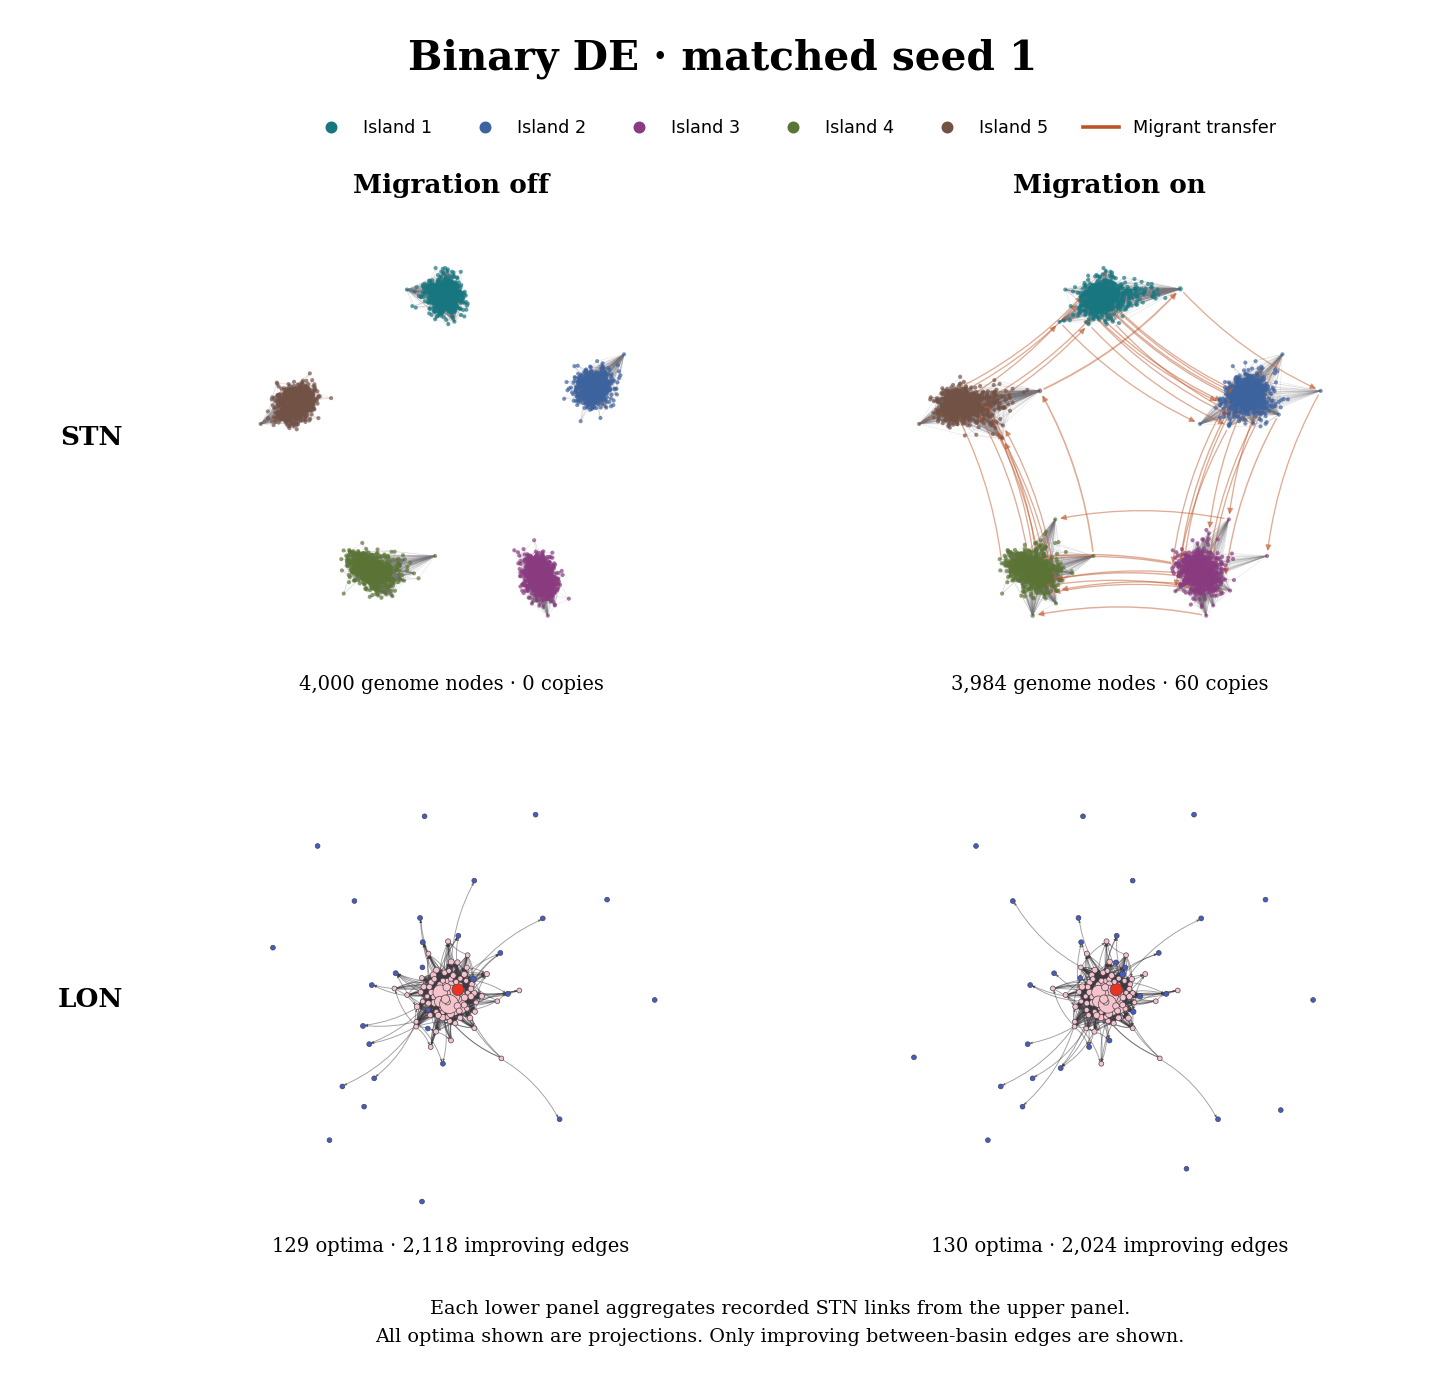 Binary DE · matched seed 1
Island 1 Island 2 Island 3 Island 4 Island 5 Migrant transfer
Migration off Migration on
STN
4,000 genome nodes · 0 copies 3,984 genome nodes · 60 copies
LON
129 optima · 2,118 improving edges 130 optima · 2,024 improving edges
Each lower panel aggregates recorded STN links from the upper panel.
All optima shown are projections. Only improving between-basin edges are shown.